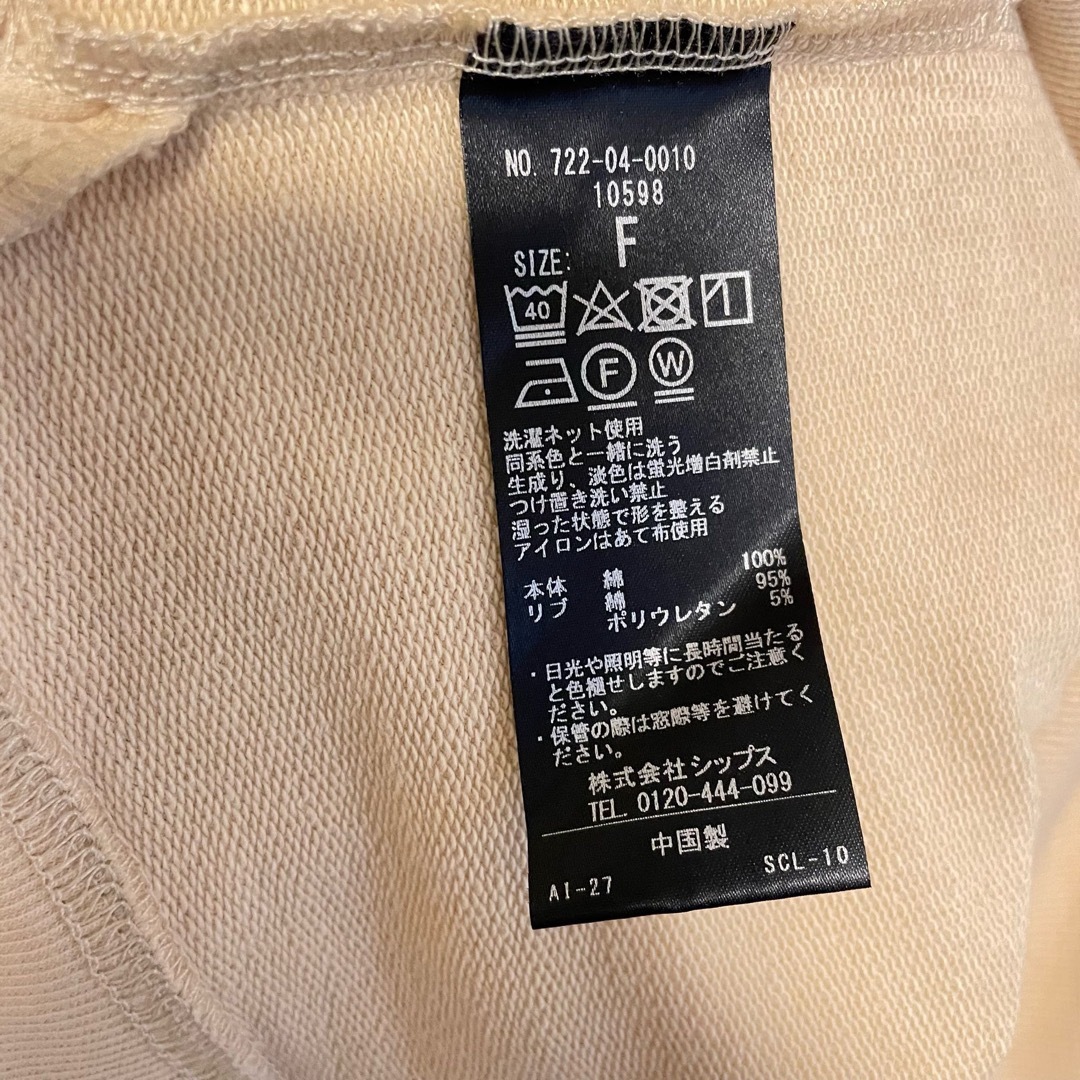 NO. 722-04-0010
10598
SIZE: F
40
F W
洗濯ネット使用
同系色と一緒に洗う
生成り、淡色は蛍光増白剤禁止
つけ置き洗い禁止
湿った状態で形を整える
アイロンはあて布使用
本体 綿 100%
リブ 綿 95%
ポリウレタン 5%
・日光や照明等に長時間当たる
と色褪せしますのでご注意く
ださい。
・保管の際は窓際等を避けてく
ださい。
株式会社シップス
TEL. 0120-444-099
中国製
AI-27 SCL-10